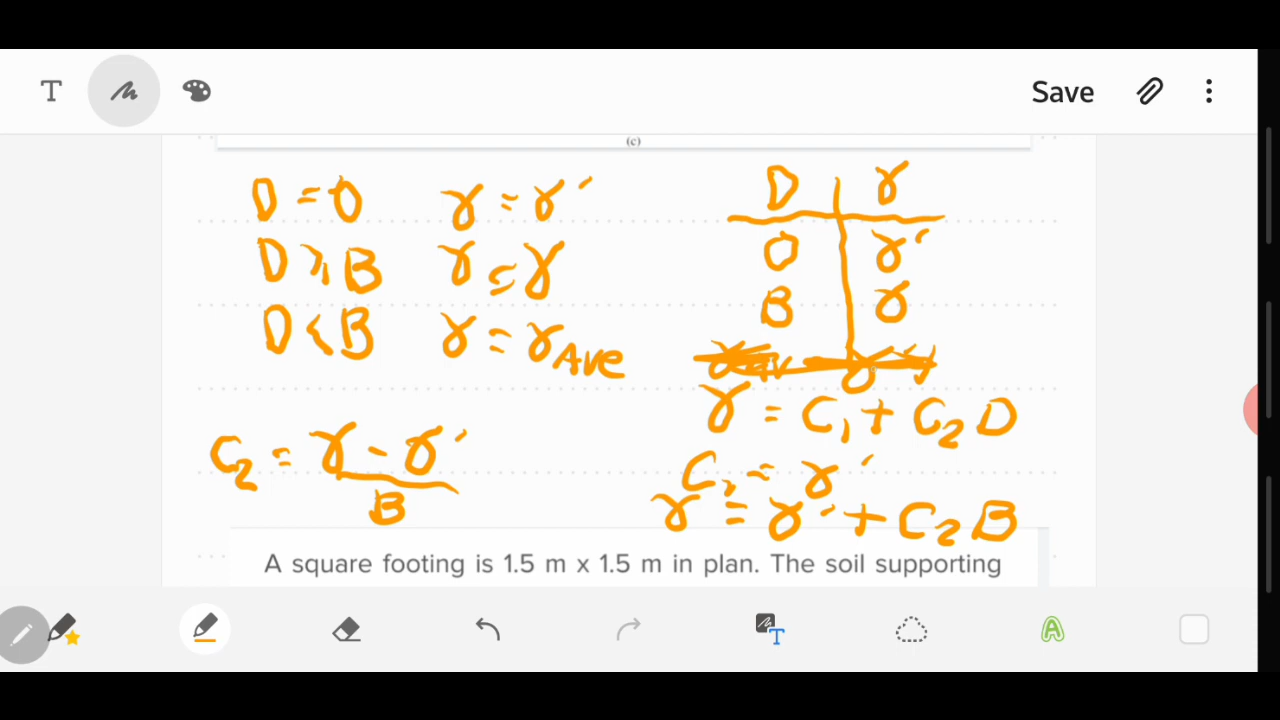 T
Save
(c)
D = 0 γ = γ'
D ≥ B γ = γ
D < B γ = γAve
D γ
0 γ'
B γ
γ = C1 + C2 D
C1 = γ'
γ = γ' + C2 B
C2 = γ - γ' / B
A square footing is 1.5 m x 1.5 m in plan. The soil supporting
T
A